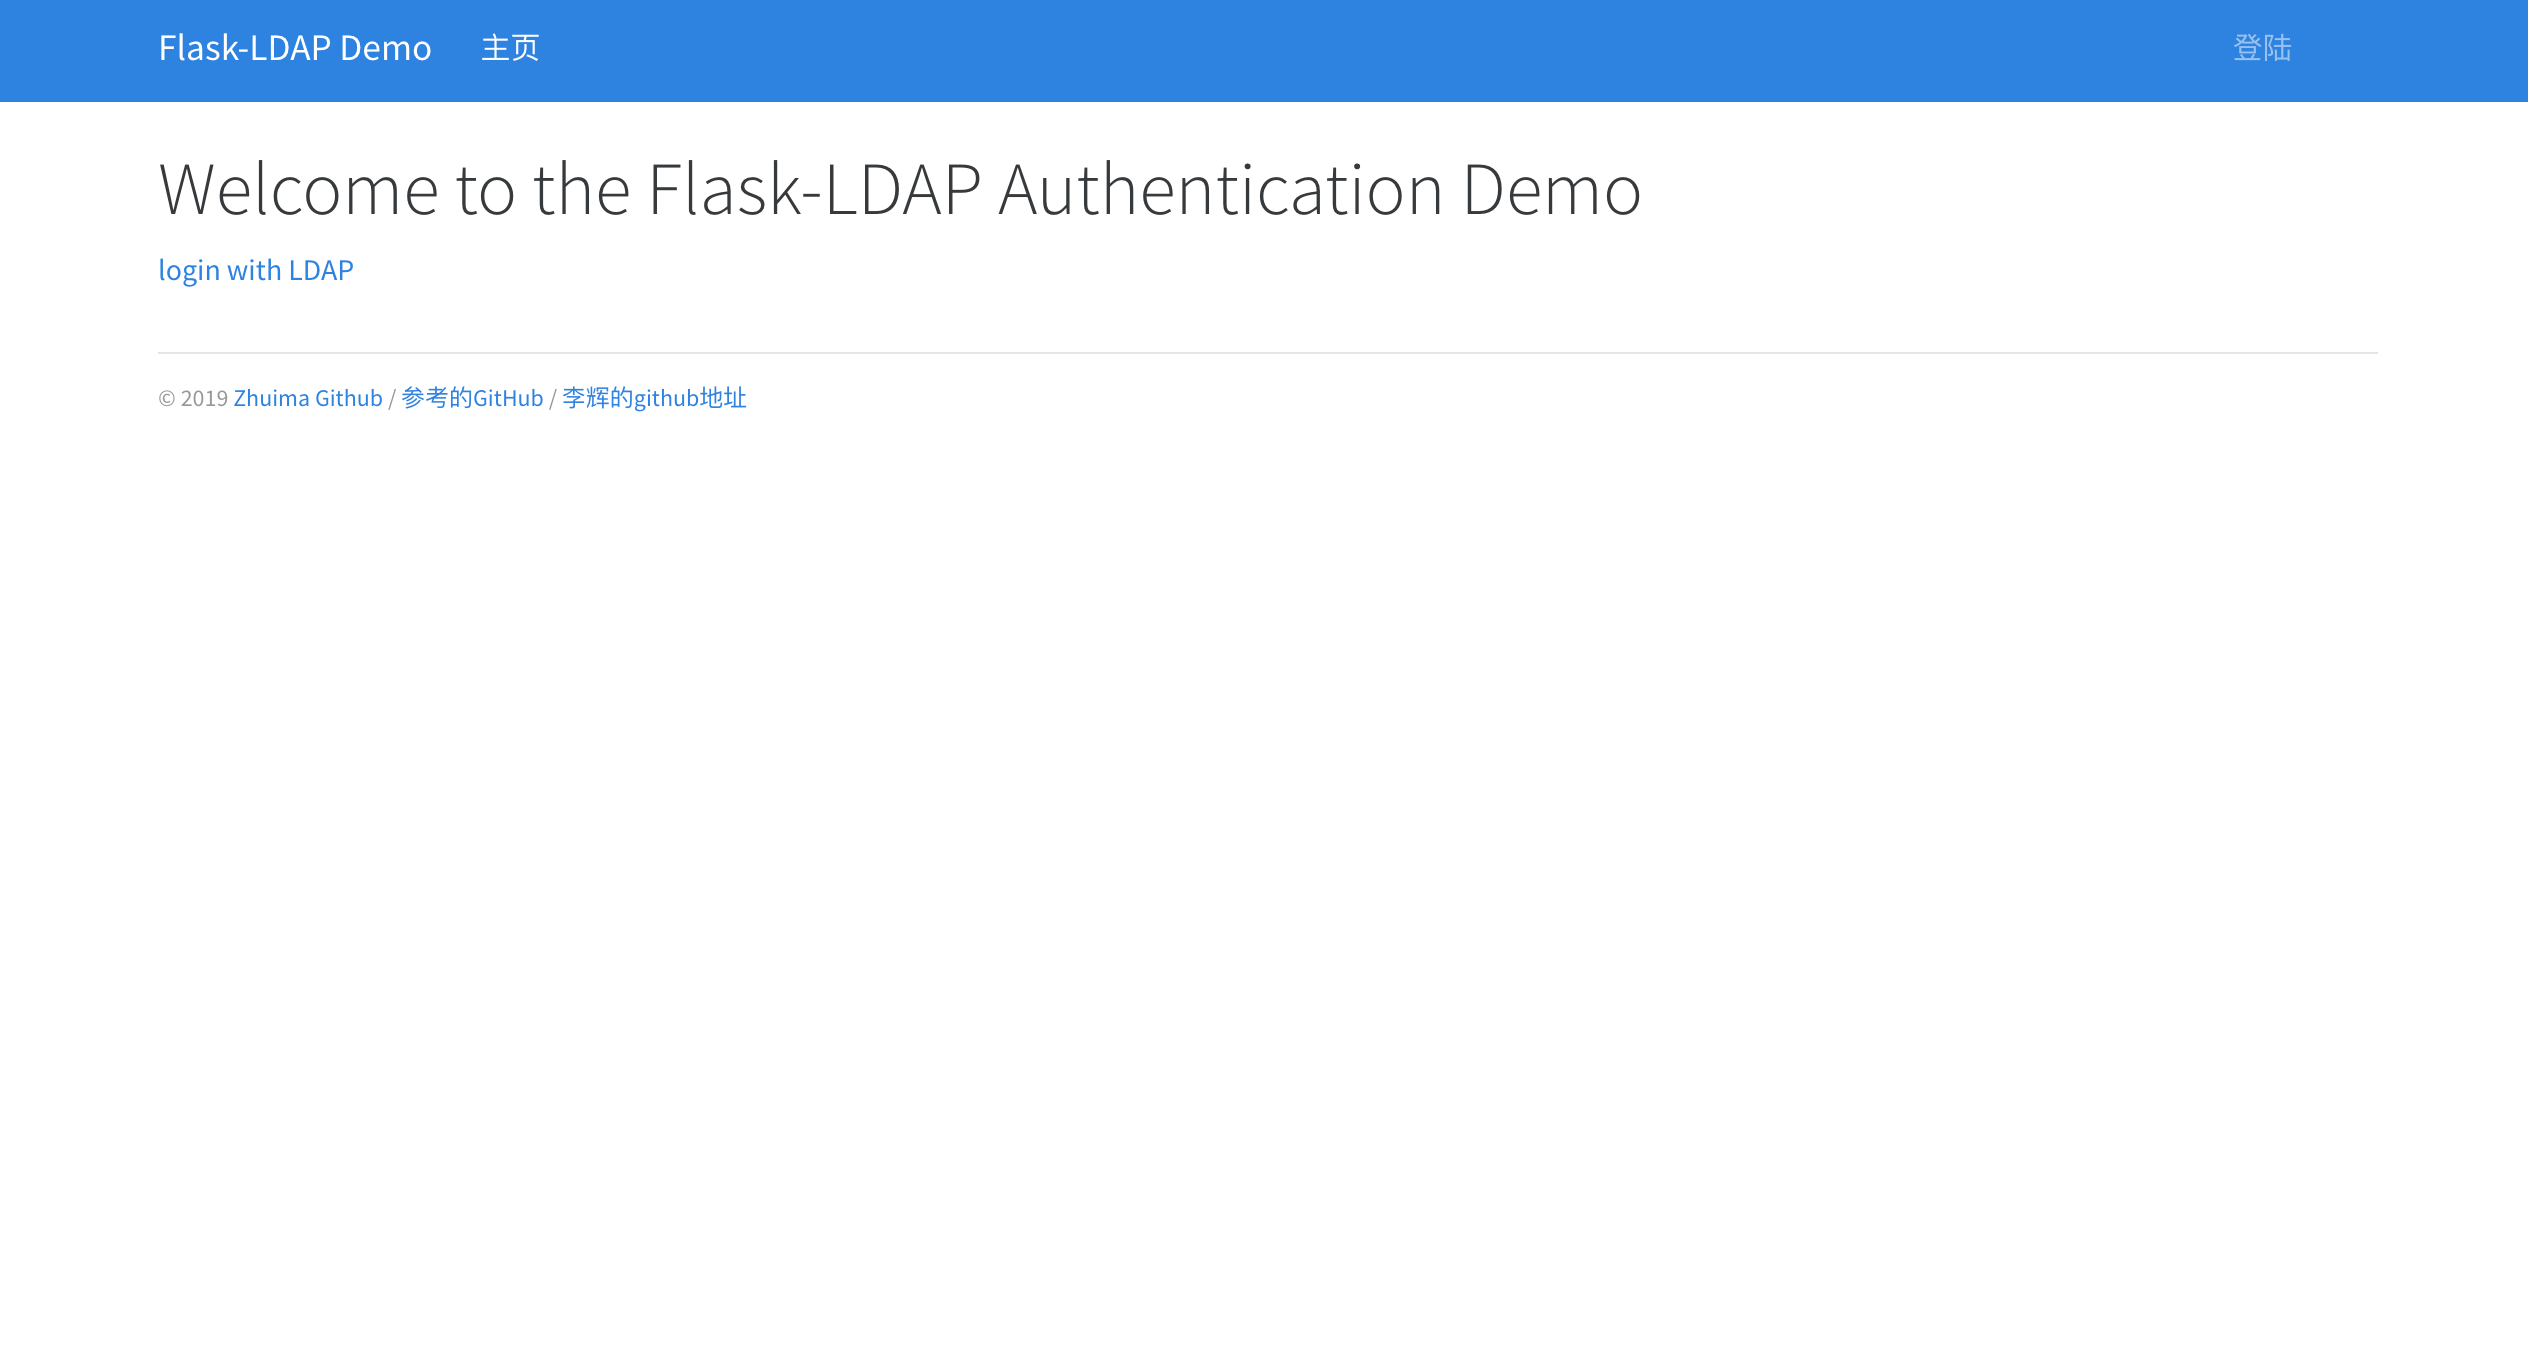 Flask-LDAP Demo 主页 登陆
Welcome to the Flask-LDAP Authentication Demo
login with LDAP
© 2019 Zhuima Github / 参考的GitHub / 李辉的github地址